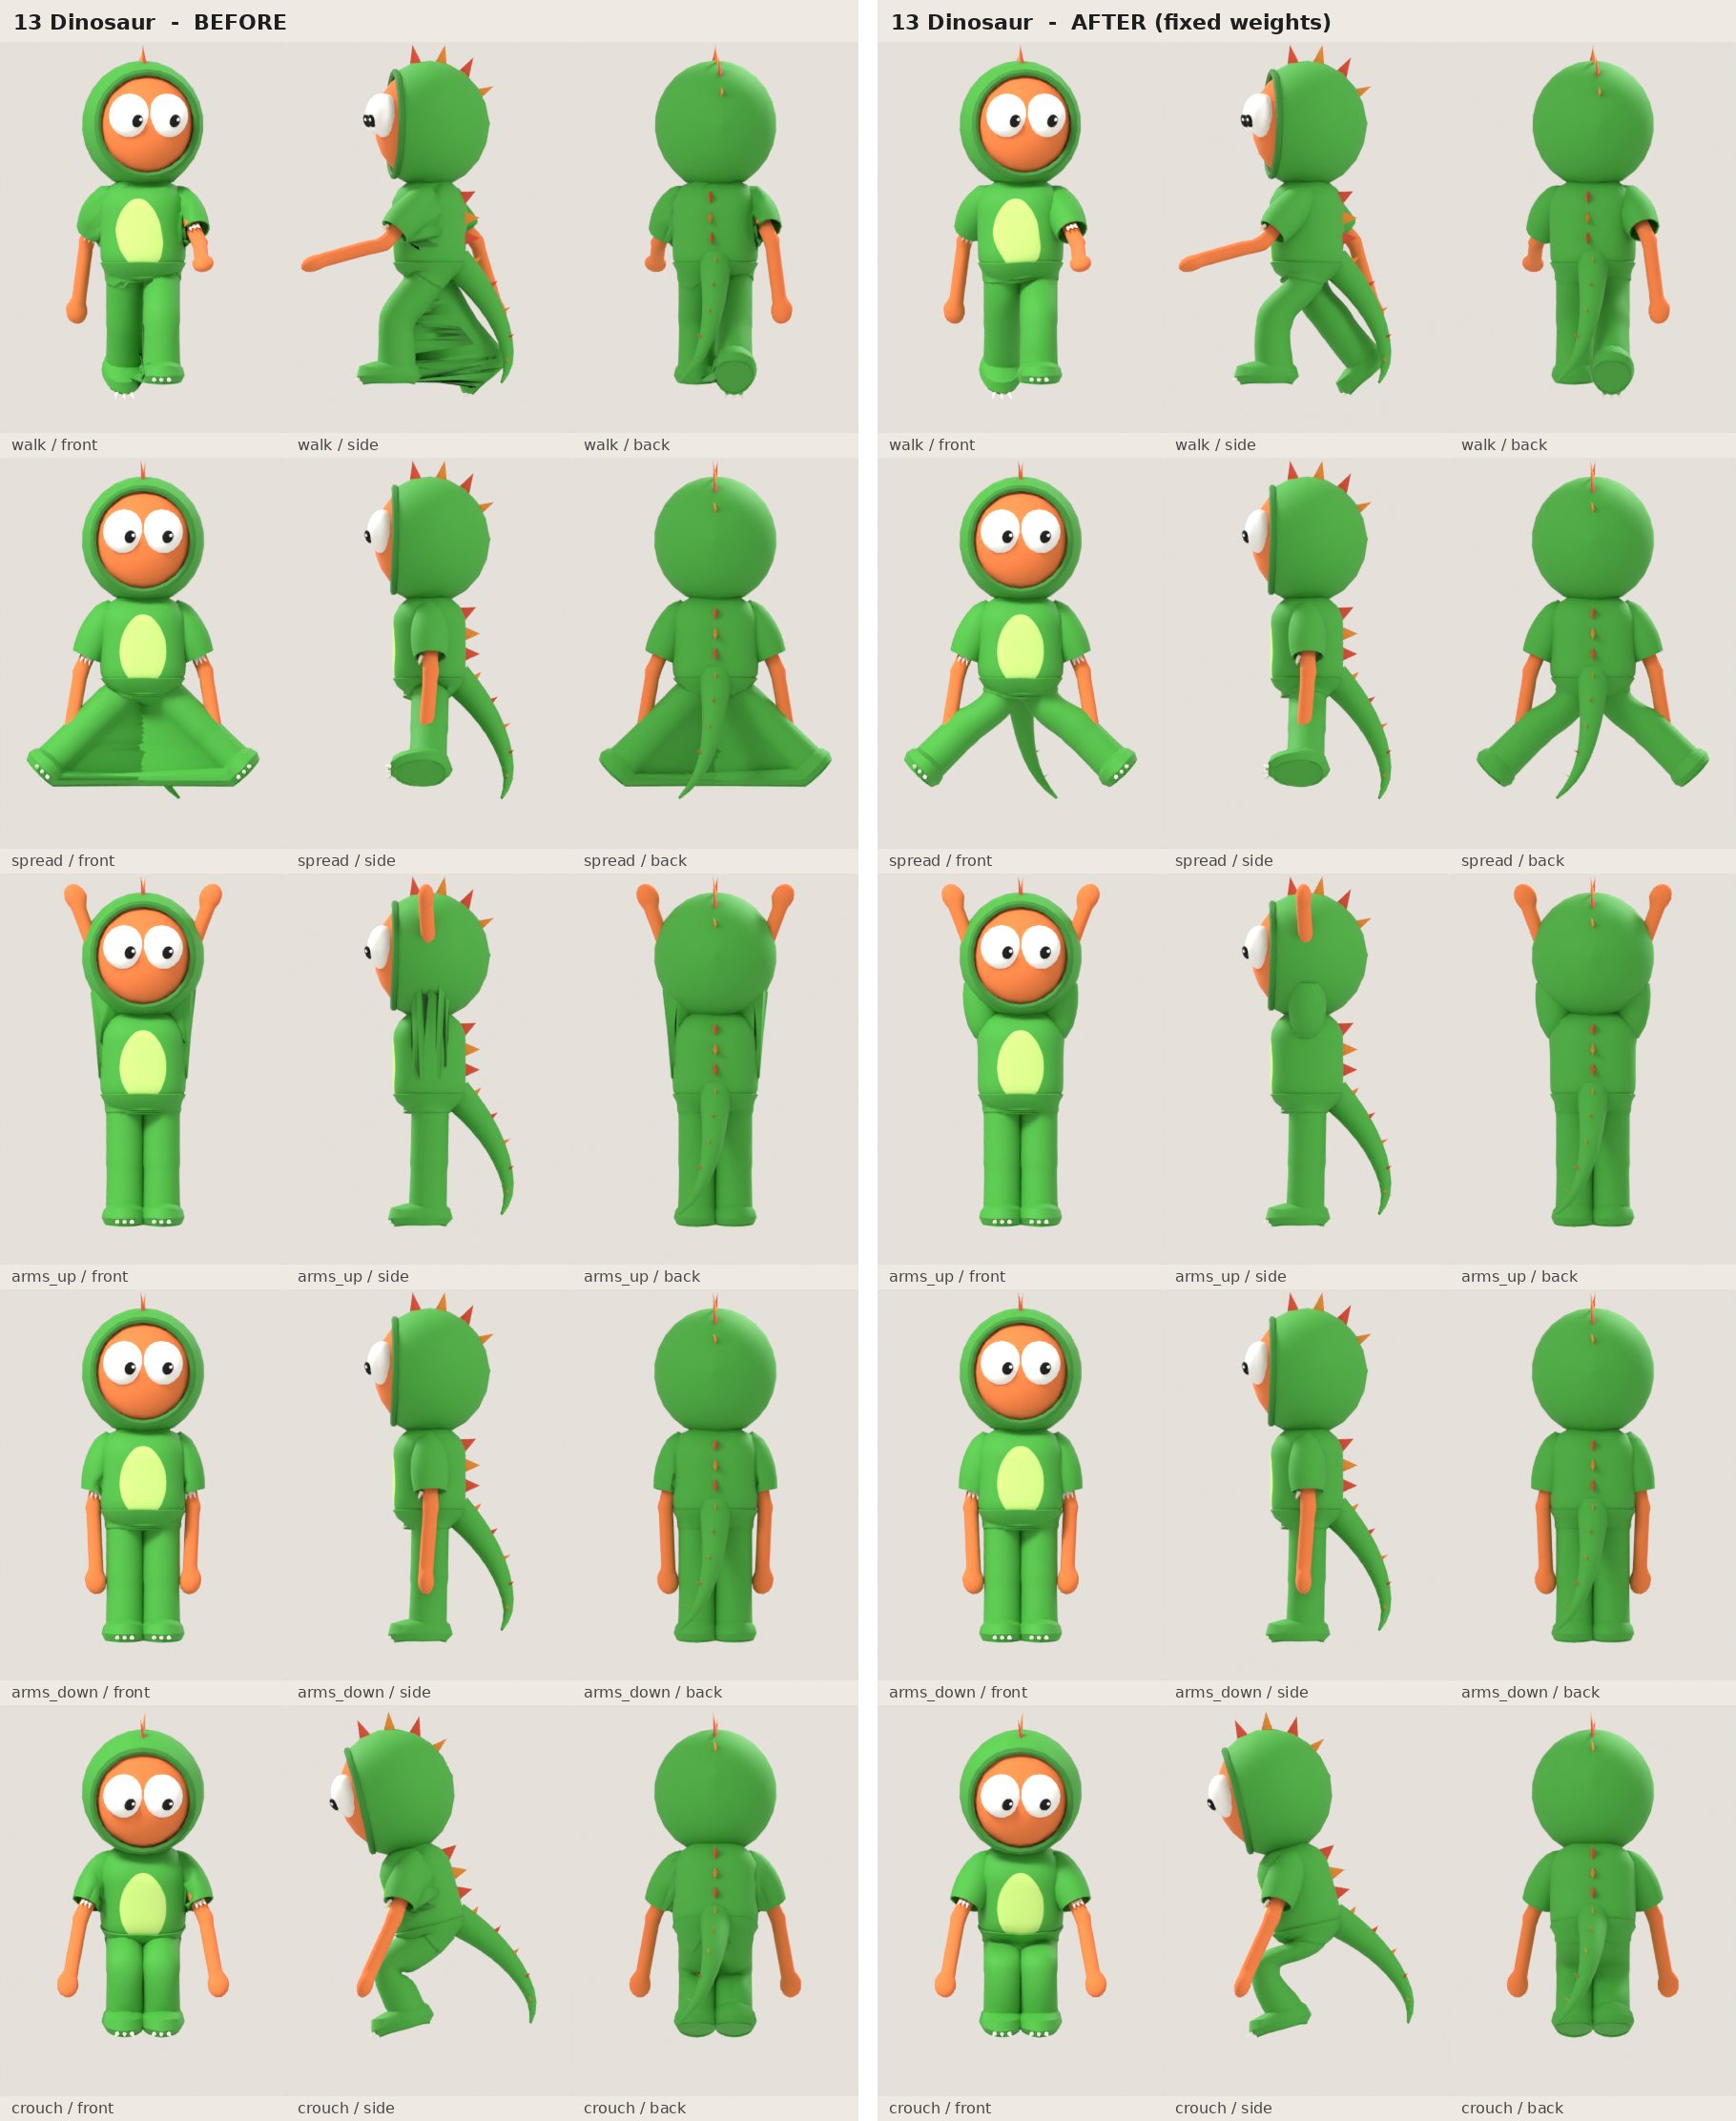 13 Dinosaur - BEFORE
13 Dinosaur - AFTER (fixed weights)
walk / front
walk / side
walk / back
walk / front
walk / side
walk / back
spread / front
spread / side
spread / back
spread / front
spread / side
spread / back
arms_up / front
arms_up / side
arms_up / back
arms_up / front
arms_up / side
arms_up / back
arms_down / front
arms_down / side
arms_down / back
arms_down / front
arms_down / side
arms_down / back
crouch / front
crouch / side
crouch / back
crouch / front
crouch / side
crouch / back